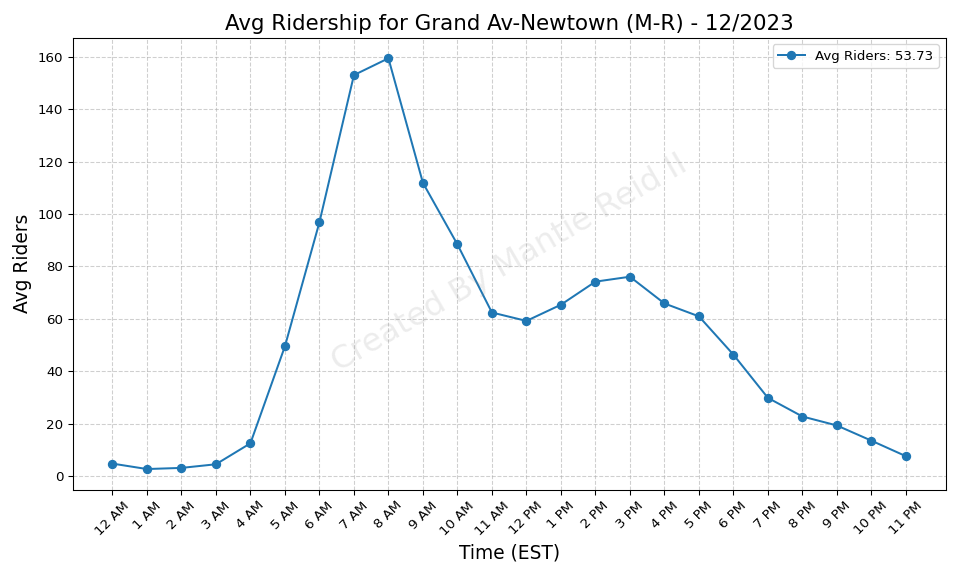 Avg Ridership for Grand Av-Newtown (M-R) - 12/2023
Avg Riders: 53.73
Avg Riders
160
140
120
100
80
60
40
20
0
Created By Mantle Reid II
12 AM
1 AM
2 AM
3 AM
4 AM
5 AM
6 AM
7 AM
8 AM
9 AM
10 AM
11 AM
12 PM
1 PM
2 PM
3 PM
4 PM
5 PM
6 PM
7 PM
8 PM
9 PM
10 PM
11 PM
Time (EST)